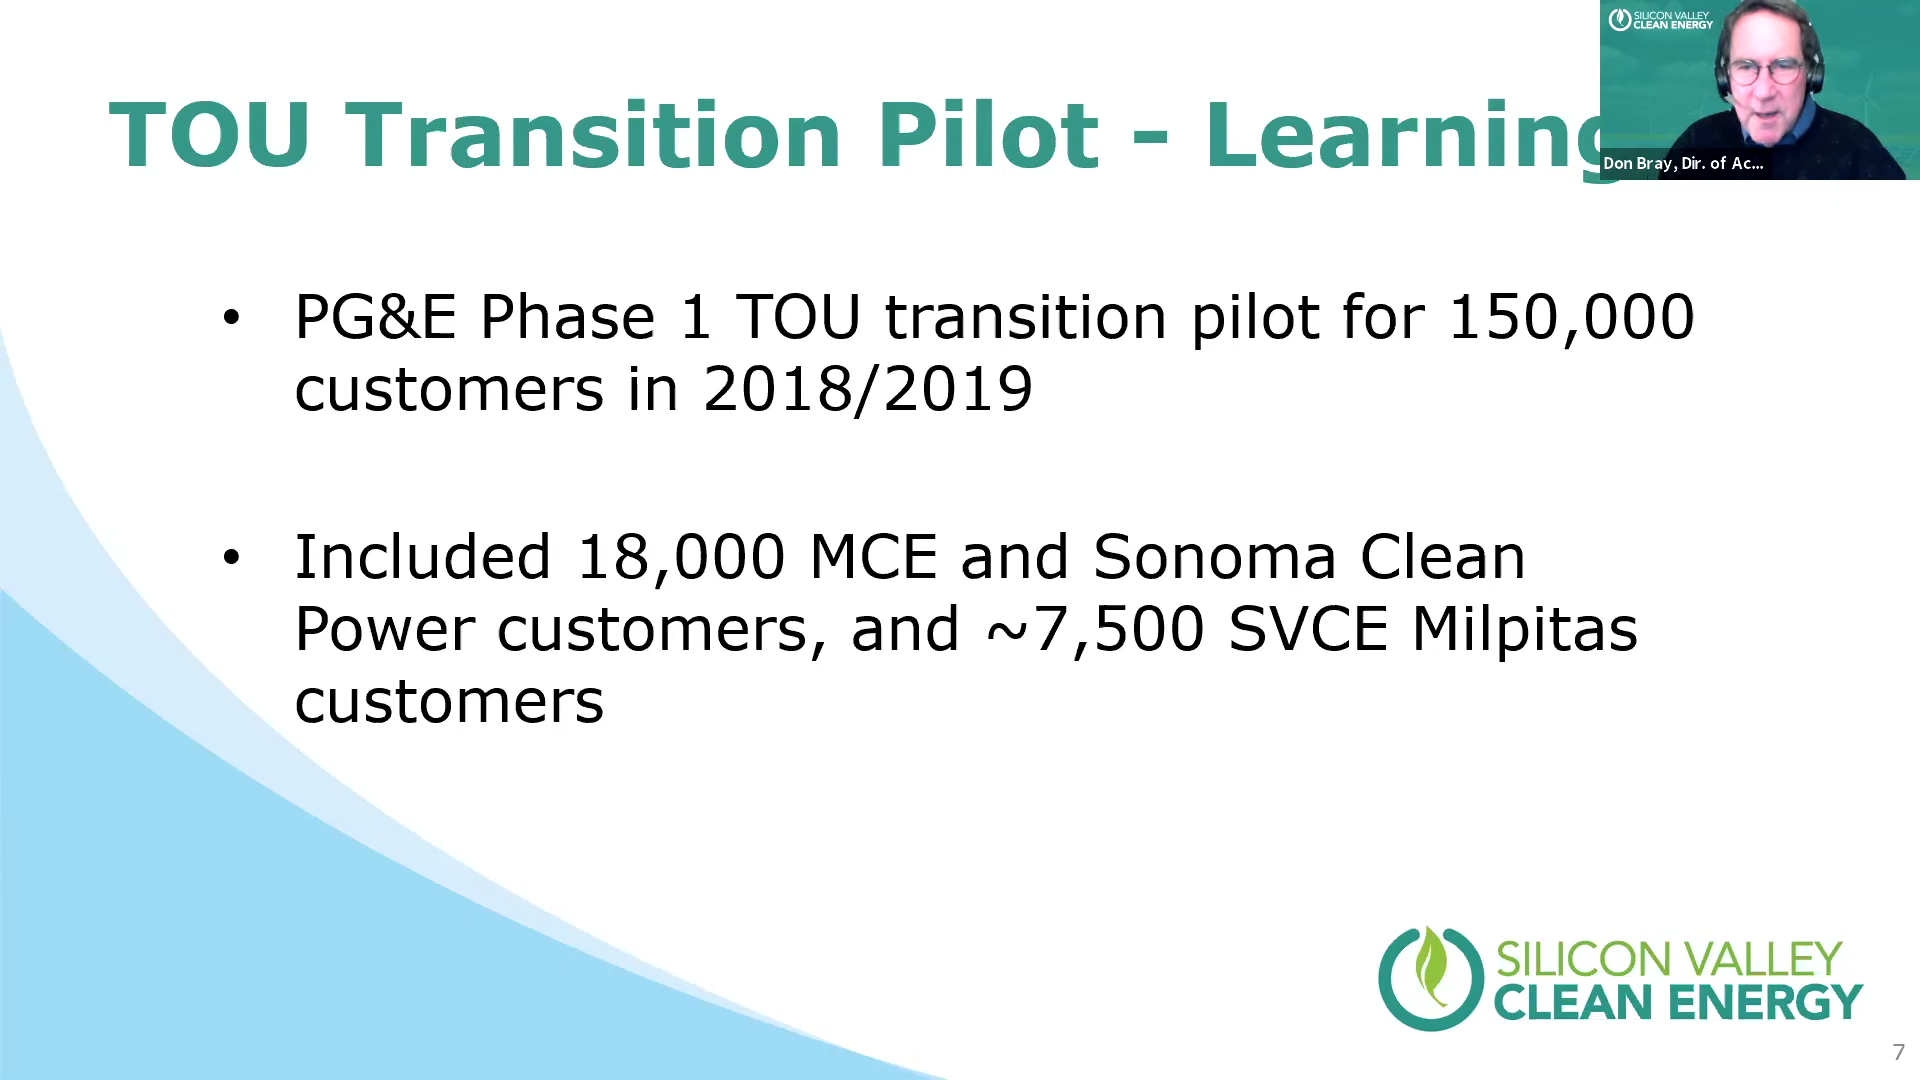 TOU Transition Pilot - Learning
SILICON VALLEY
CLEAN ENERGY
Don Bray, Dir. of Ac...
• PG&E Phase 1 TOU transition pilot for 150,000
customers in 2018/2019
• Included 18,000 MCE and Sonoma Clean
Power customers, and ~7,500 SVCE Milpitas
customers
SILICON VALLEY
CLEAN ENERGY
7